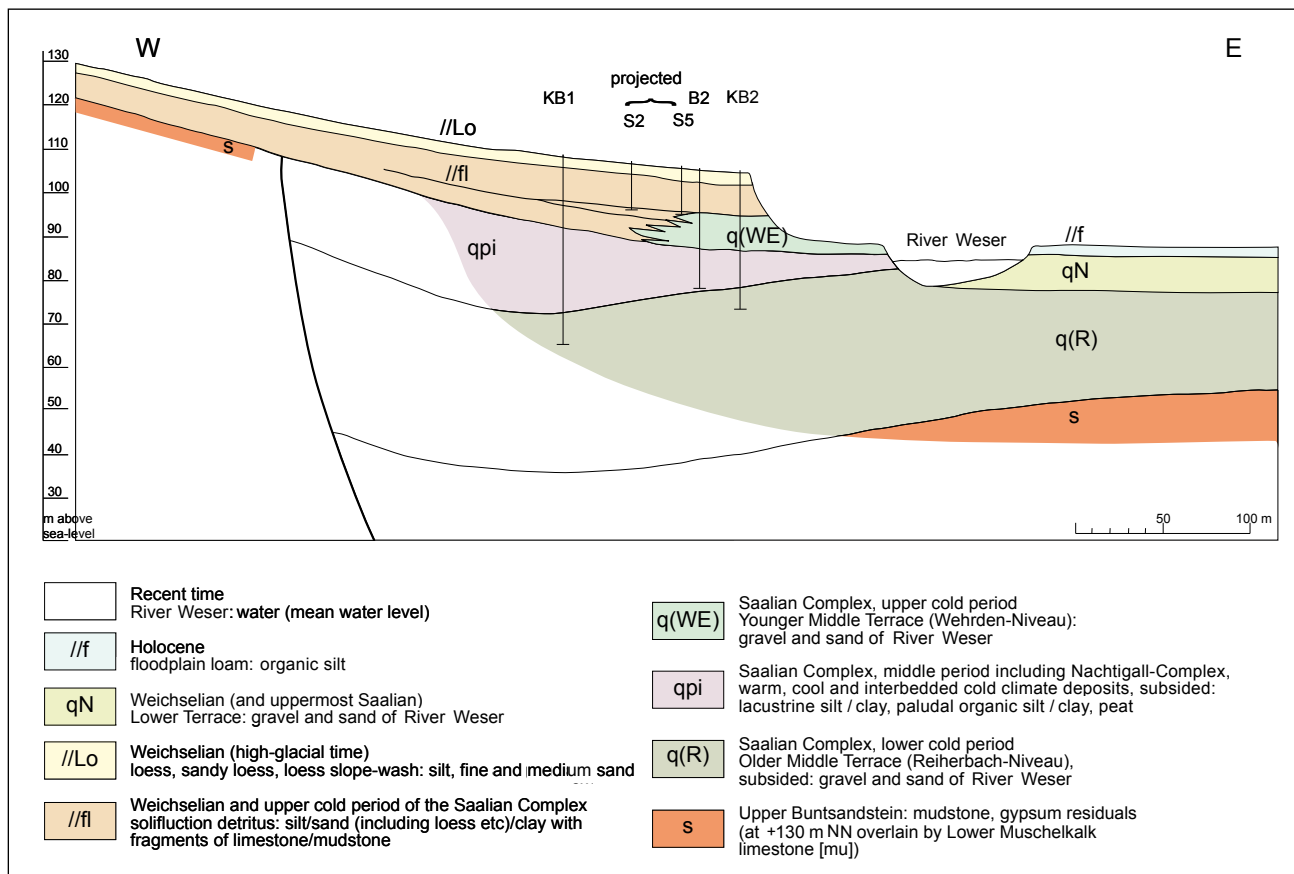 W
E
projected
KB1
B2
KB2
S2
S5
130
120
110
100
90
80
70
60
50
40
30
m above
sea-level
//Lo
s
//fl
qpi
q(WE)
River Weser
//f
qN
q(R)
s
50
100 m
Recent time
River Weser: water (mean water level)
//f
Holocene
floodplain loam: organic silt
qN
Weichselian (and uppermost Saalian)
Lower Terrace: gravel and sand of River Weser
//Lo
Weichselian (high-glacial time)
loess, sandy loess, loess slope-wash: silt, fine and medium sand
//fl
Weichselian and upper cold period of the Saalian Complex
solifluction detritus: silt/sand (including loess etc)/clay with
fragments of limestone/mudstone
q(WE)
Saalian Complex, upper cold period
Younger Middle Terrace (Wehrden-Niveau):
gravel and sand of River Weser
qpi
Saalian Complex, middle period including Nachtigall-Complex,
warm, cool and interbedded cold climate deposits, subsided:
lacustrine silt / clay, paludal organic silt / clay, peat
q(R)
Saalian Complex, lower cold period
Older Middle Terrace (Reiherbach-Niveau),
subsided: gravel and sand of River Weser
s
Upper Buntsandstein: mudstone, gypsum residuals
(at +130 m NN overlain by Lower Muschelkalk
limestone [mu])